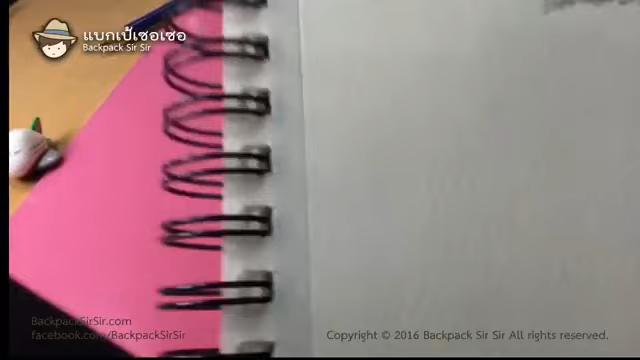 แบกเป้เซอเซอ
Backpack Sir Sir
BackpackSirSir.com
facebook.com/BackpackSirSir
Copyright © 2016 Backpack Sir Sir All rights reserved.